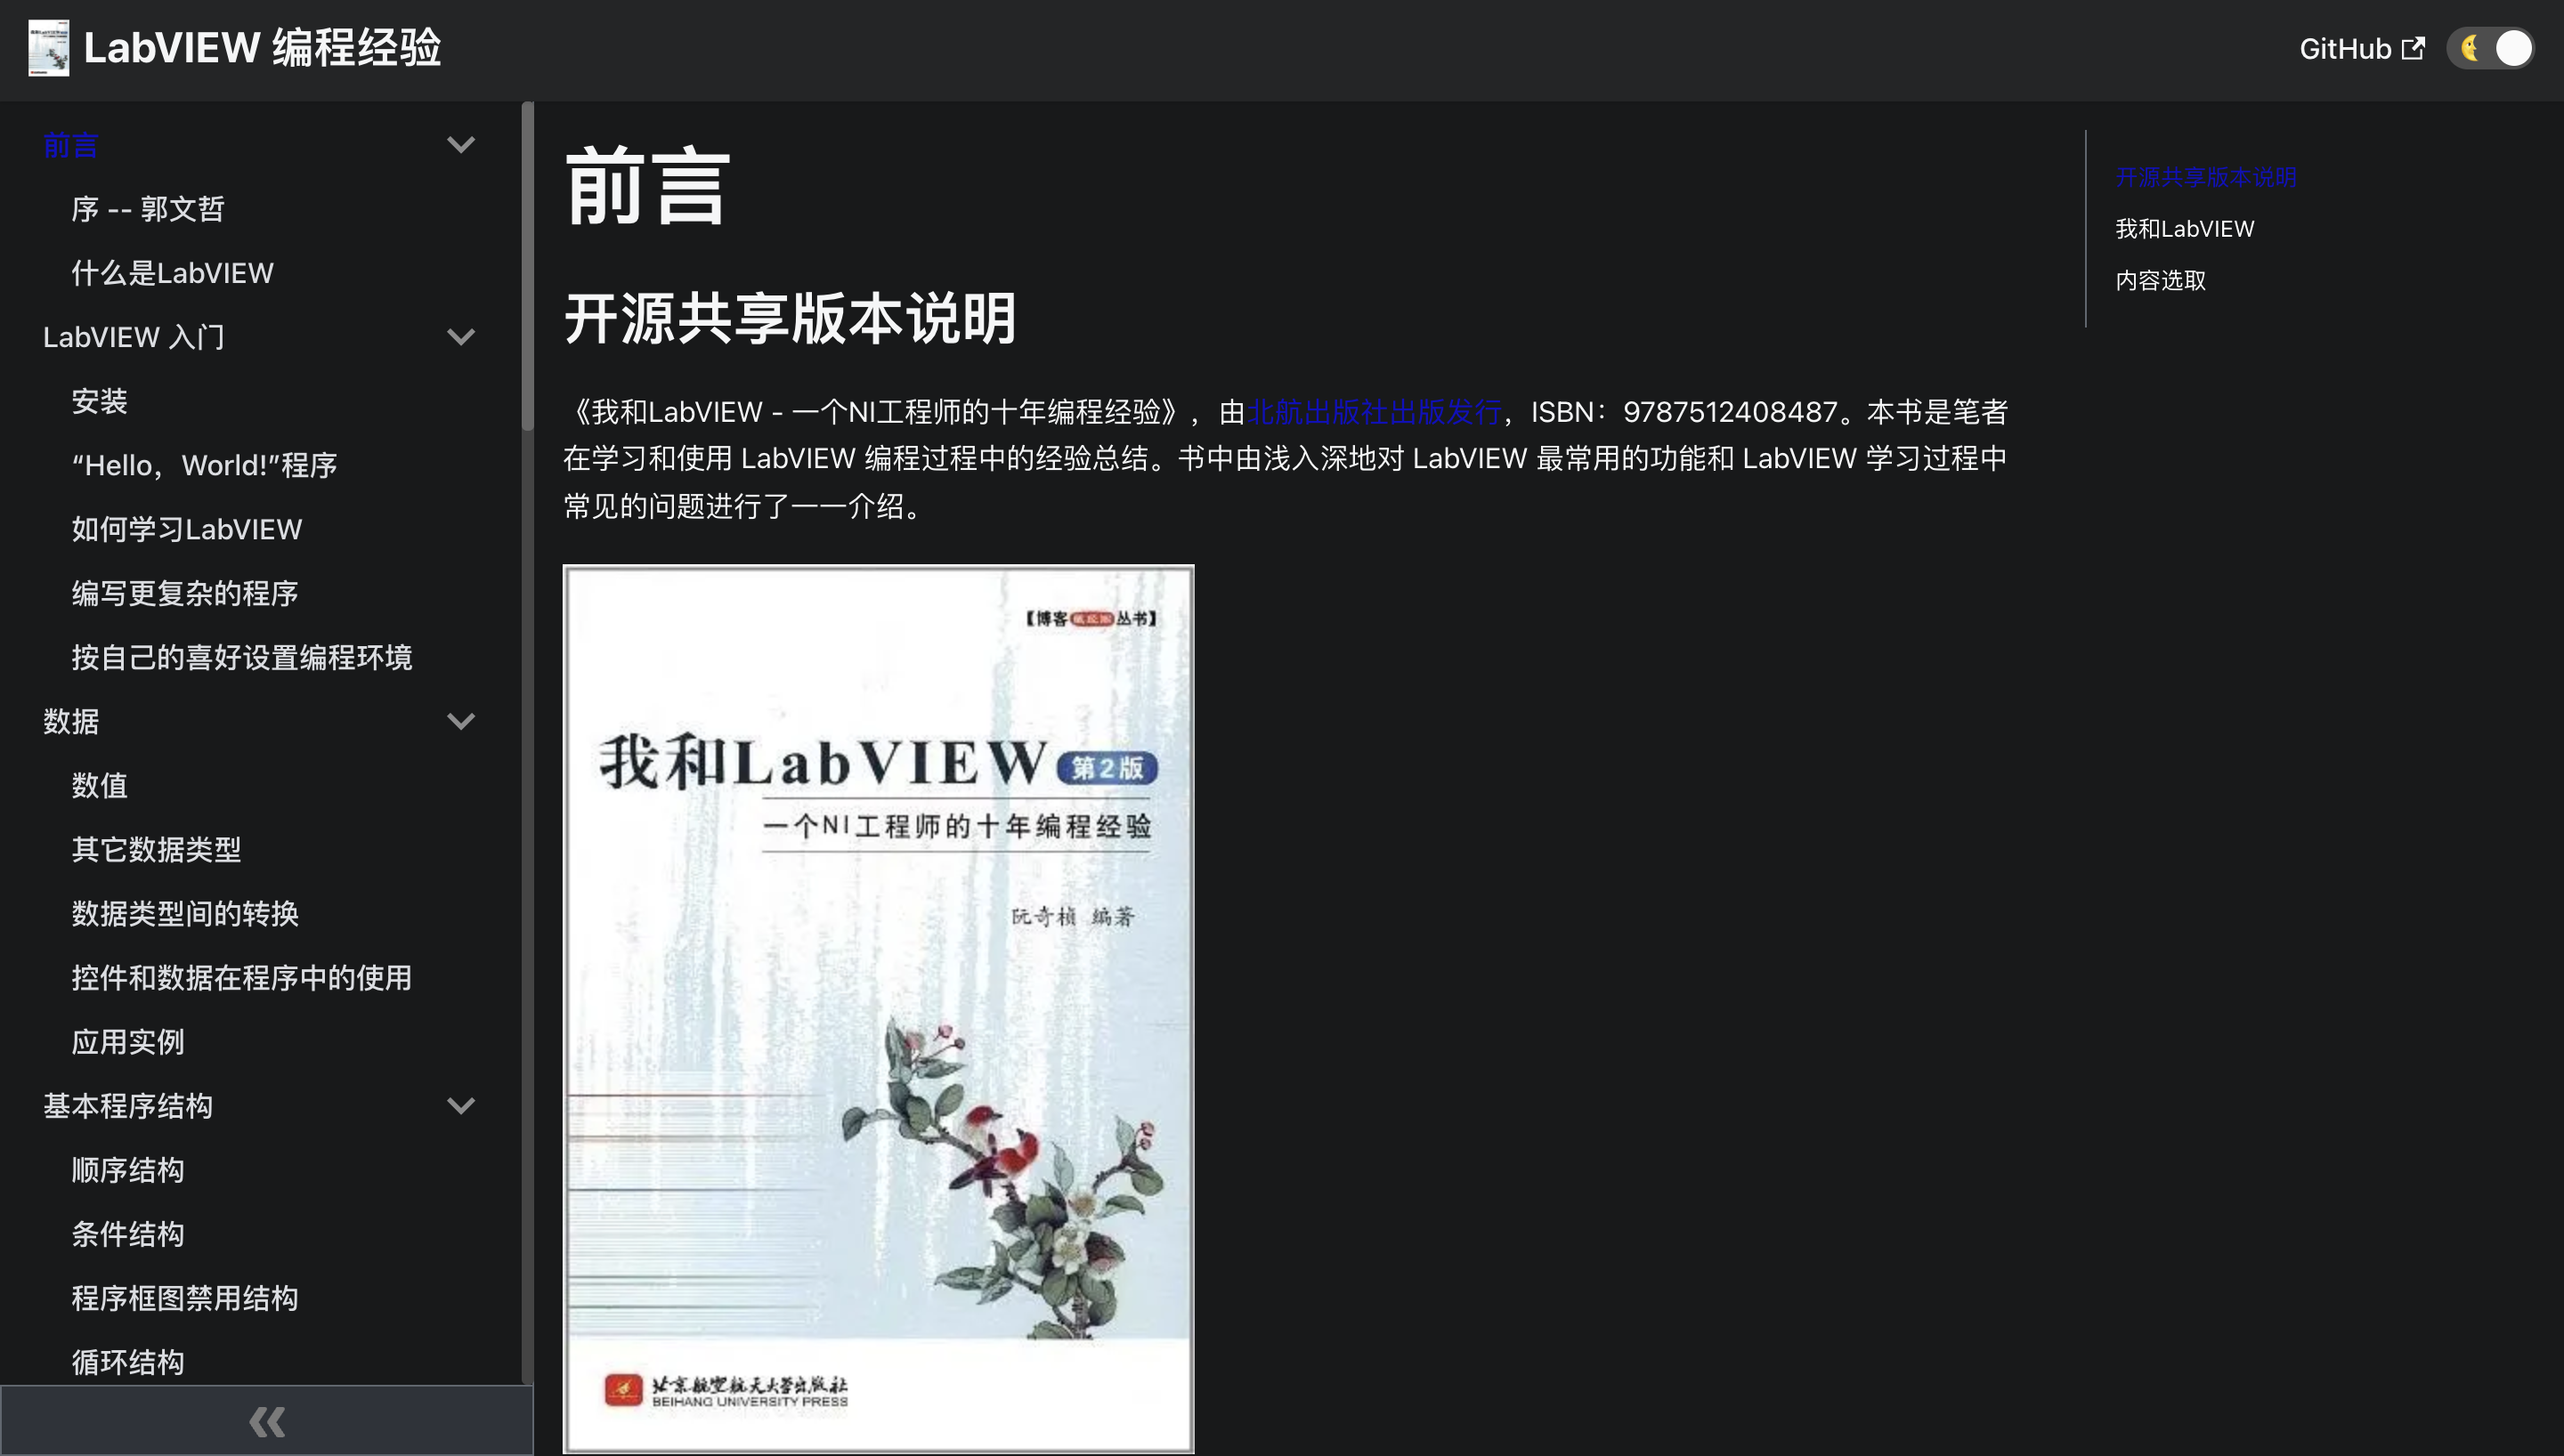 LabVIEW 编程经验
GitHub
前言
序 -- 郭文哲
什么是LabVIEW
LabVIEW 入门
安装
“Hello，World!”程序
如何学习LabVIEW
编写更复杂的程序
按自己的喜好设置编程环境
数据
数值
其它数据类型
数据类型间的转换
控件和数据在程序中的使用
应用实例
基本程序结构
顺序结构
条件结构
程序框图禁用结构
循环结构
前言
开源共享版本说明
《我和LabVIEW - 一个NI工程师的十年编程经验》，由北航出版社出版发行，ISBN：9787512408487。本书是笔者
在学习和使用 LabVIEW 编程过程中的经验总结。书中由浅入深地对 LabVIEW 最常用的功能和 LabVIEW 学习过程中
常见的问题进行了一一介绍。
【博客 丛书】
我和LabVIEW 第2版
一个NI工程师的十年编程经验
阮奇桢 编著
北京航空航天大学出版社
BEIHANG UNIVERSITY PRESS
开源共享版本说明
我和LabVIEW
内容选取